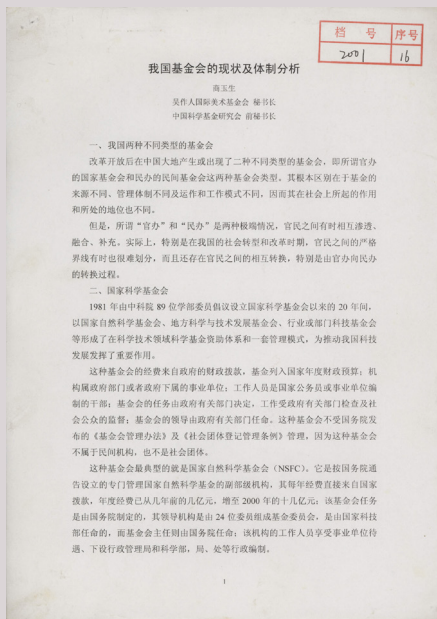 档 号 序号
2001 16
我国基金会的现状及体制分析
商玉生
吴作人国际美术基金会 秘书长
中国科学基金研究会 前秘书长
一、我国两种不同类型的基金会
改革开放后在中国大地产生或出现了二种不同类型的基金会，即所谓官办
的国家基金会和民办的民间基金会这两种基金会类型。其根本区别在于基金的
来源不同、管理体制不同及运作和工作模式不同，因而其在社会上所起的作用
和所处的地位也不同。
但是，所谓“官办”和“民办”是两种极端情况，官民之间有时相互渗透、
融合、补充。实际上，特别是在我国的社会转型和改革时期，官民之间的严格
界线有时也很难划分，而且还存在官民之间的相互转换，特别是由官办向民办
的转换过程。
二、国家科学基金会
1981 年由中科院 89 位学部委员倡议设立国家科学基金会以来的 20 年间，
以国家自然科学基金会、地方科学与技术发展基金会、行业或部门科技基金会
等形成了在科学技术领域科学基金资助体系和一套管理模式，为推动我国科技
发展发挥了重要作用。
这种基金会的经费来自政府的财政拨款，基金列入国家年度财政预算；机
构属政府部门或者政府下属的事业单位；工作人员是国家公务员或事业单位编
制的干部；基金会的任务由政府有关部门决定，工作受政府有关部门检查及社
会公众的监督；基金会的领导由政府有关部门任命。这种基金会不受国务院发
布的《基金会管理办法》及《社会团体登记管理条例》管理，因为这种基金会
不属于民间机构，也不是社会团体。
这种基金会最典型的就是国家自然科学基金会（NSFC）。它是按国务院通
告设立的专门管理国家自然科学基金的副部级机构，其每年经费直接来自国家
拨款，年度经费已从几年前的几亿元，增至 2000 年的十几亿元；该基金会任务
是由国务院制定的，其领导机构是由 24 位委员组成基金委员会，是由国家科技
部任命的，而基金会主任则由国务院任命；该机构的工作人员享受事业单位待
遇。下设行政管理局和科学部，局、处等行政编制。
1